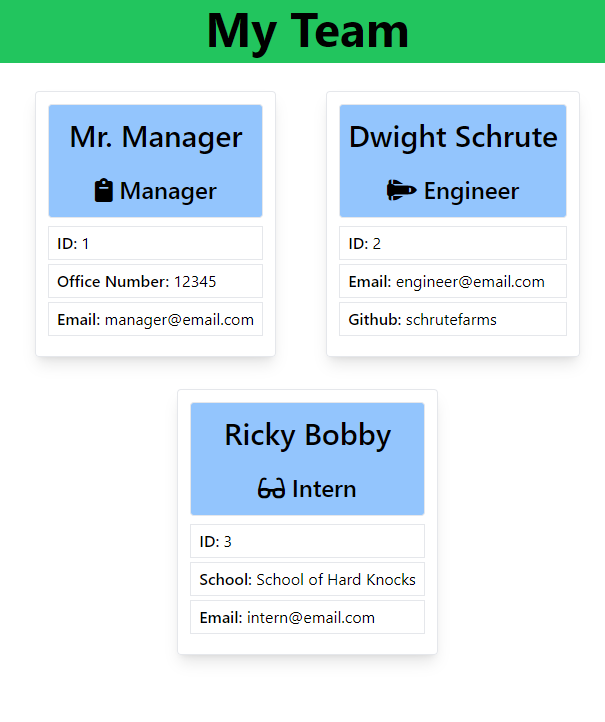 My Team
Mr. Manager
Manager
ID: 1
Office Number: 12345
Email: manager@email.com
Dwight Schrute
Engineer
ID: 2
Email: engineer@email.com
Github: schrutefarms
Ricky Bobby
Intern
ID: 3
School: School of Hard Knocks
Email: intern@email.com